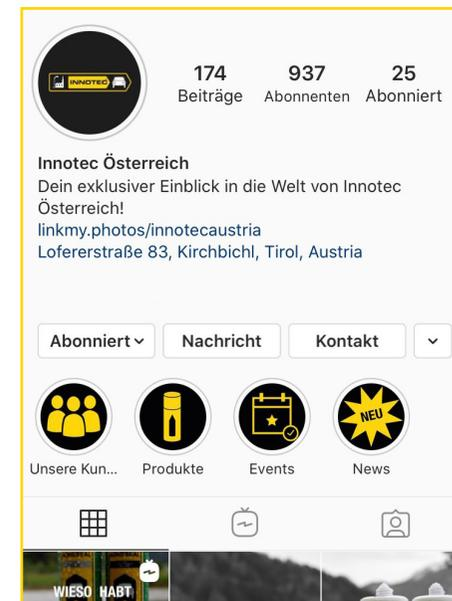 INNOTEC
174 937 25
Beiträge Abonnenten Abonniert
Innotec Österreich
Dein exklusiver Einblick in die Welt von Innotec
Österreich!
linkmy.photos/innotecaustria
Lofererstraße 83, Kirchbichl, Tirol, Austria
Abonniert Nachricht Kontakt
NEU
Unsere Kun... Produkte Events News
WIESO HABT